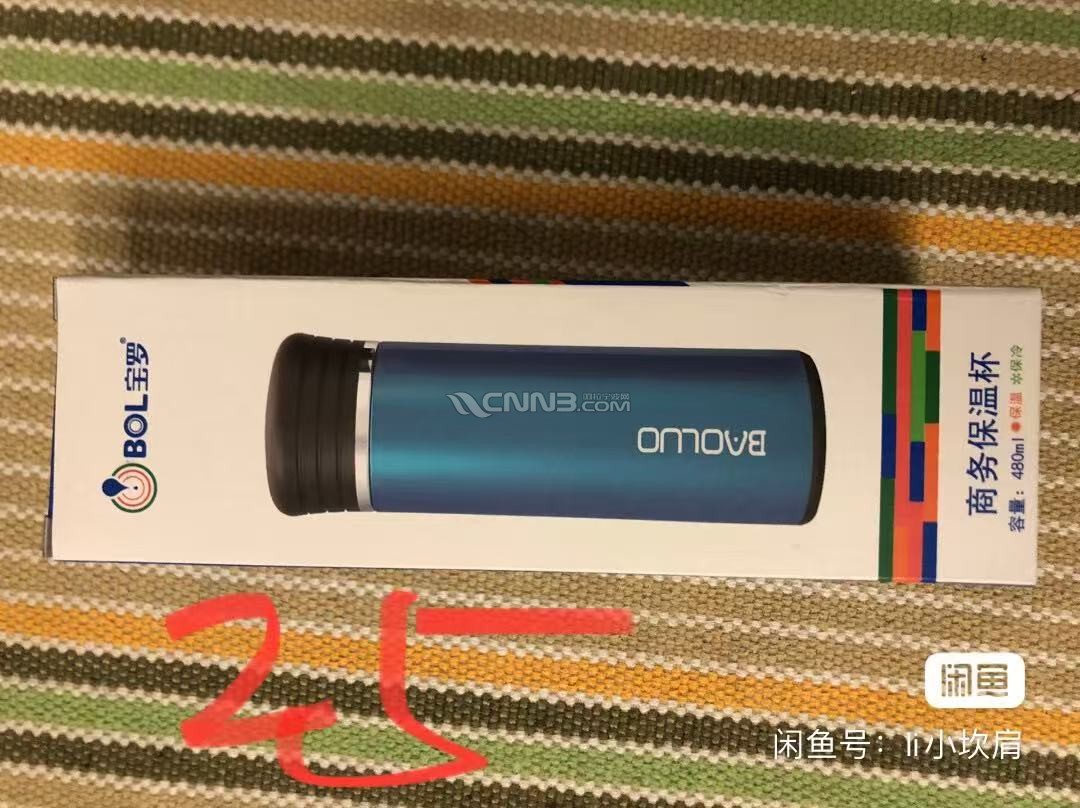 BOL宝罗®
CNN3.COM
BAOLUO
商务保温杯
容量：480ml 保温 保冷
25
闲鱼
闲鱼号：li小坎肩